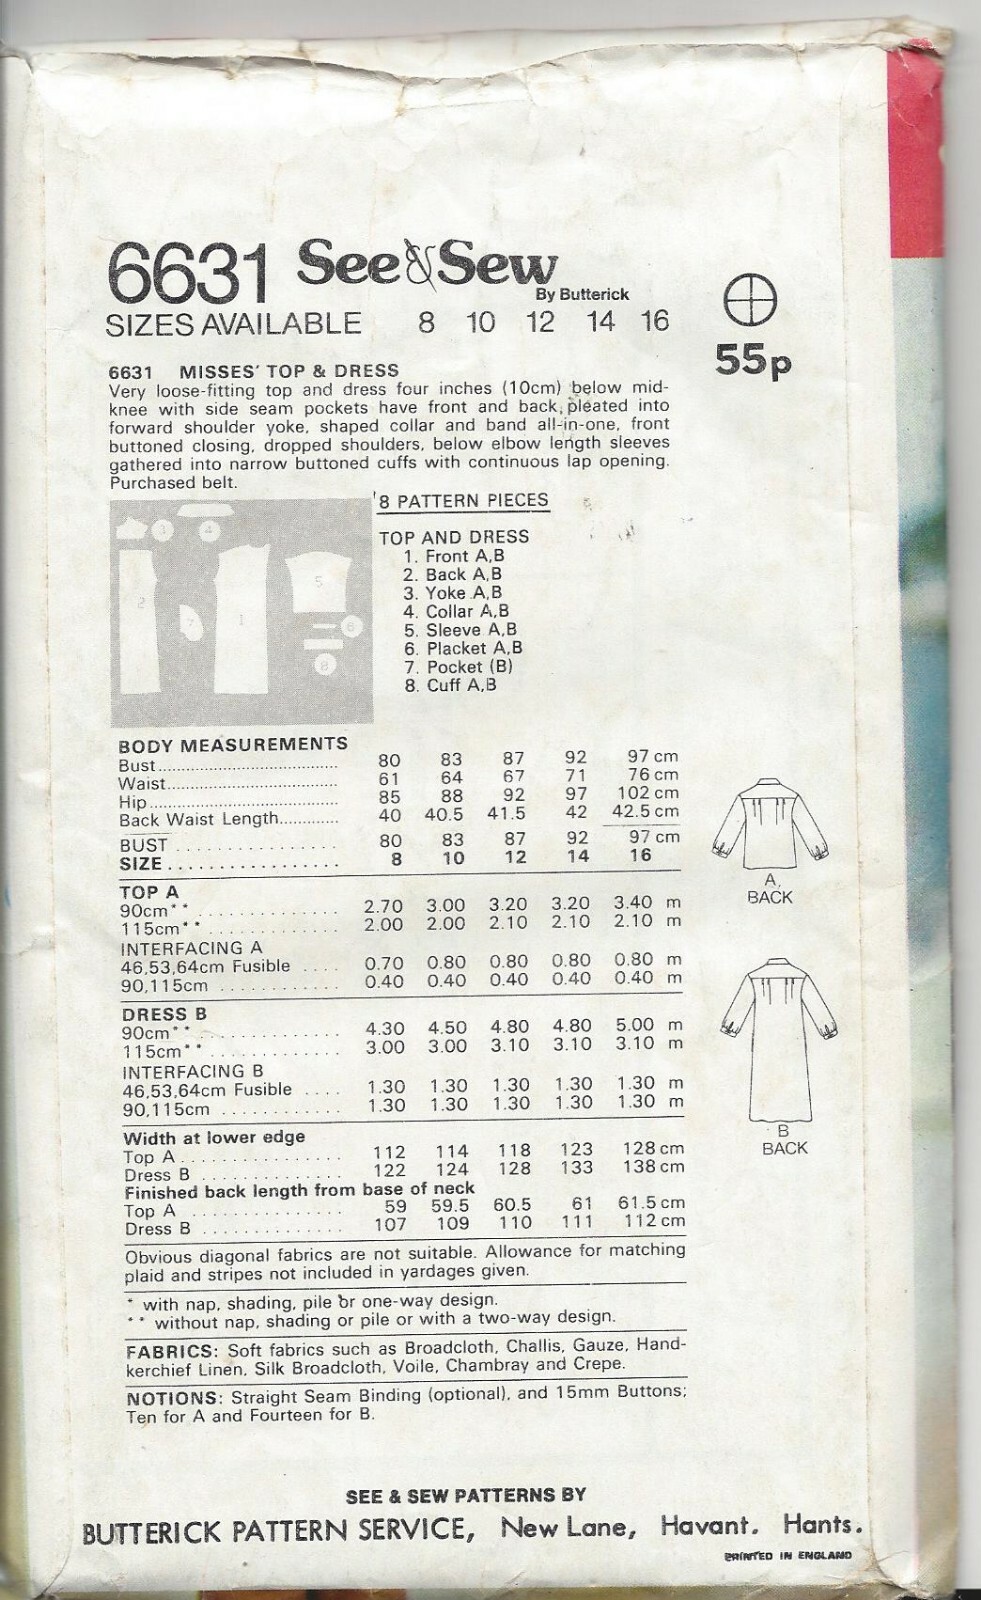 6631 See & Sew
By Butterick
SIZES AVAILABLE 8 10 12 14 16
55p
6631 MISSES' TOP & DRESS
Very loose-fitting top and dress four inches (10cm) below mid-
knee with side seam pockets have front and back, pleated into
forward shoulder yoke, shaped collar and band all-in-one, front
buttoned closing, dropped shoulders, below elbow length sleeves
gathered into narrow buttoned cuffs with continuous lap opening.
Purchased belt.
8 PATTERN PIECES
TOP AND DRESS
1. Front A,B
2. Back A,B
3. Yoke A,B
4. Collar A,B
5. Sleeve A,B
6. Placket A,B
7. Pocket (B)
8. Cuff A,B
3 4
2 1 5
7 6
8
BODY MEASUREMENTS
Bust........ 80 83 87 92 97 cm
Waist........ 61 64 67 71 76 cm
Hip........ 85 88 92 97 102 cm
Back Waist Length........ 40 40.5 41.5 42 42.5 cm
BUST ........ 80 83 87 92 97 cm
SIZE ........ 8 10 12 14 16
TOP A
90cm** ........ 2.70 3.00 3.20 3.20 3.40 m
115cm** ........ 2.00 2.00 2.10 2.10 2.10 m
INTERFACING A
46,53,64cm Fusible .... 0.70 0.80 0.80 0.80 0.80 m
90,115cm ........ 0.40 0.40 0.40 0.40 0.40 m
DRESS B
90cm** ........ 4.30 4.50 4.80 4.80 5.00 m
115cm** ........ 3.00 3.00 3.10 3.10 3.10 m
INTERFACING B
46,53,64cm Fusible .... 1.30 1.30 1.30 1.30 1.30 m
90,115cm ........ 1.30 1.30 1.30 1.30 1.30 m
Width at lower edge
Top A ........ 112 114 118 123 128 cm
Dress B ........ 122 124 128 133 138 cm
Finished back length from base of neck
Top A ........ 59 59.5 60.5 61 61.5 cm
Dress B ........ 107 109 110 111 112 cm
A,
BACK
B
BACK
Obvious diagonal fabrics are not suitable. Allowance for matching
plaid and stripes not included in yardages given.
* with nap, shading, pile or one-way design.
** without nap, shading or pile or with a two-way design.
FABRICS: Soft fabrics such as Broadcloth, Challis, Gauze, Hand-
kerchief Linen, Silk Broadcloth, Voile, Chambray and Crepe.
NOTIONS: Straight Seam Binding (optional), and 15mm Buttons;
Ten for A and Fourteen for B.
SEE & SEW PATTERNS BY
BUTTERICK PATTERN SERVICE, New Lane, Havant. Hants.
PRINTED IN ENGLAND